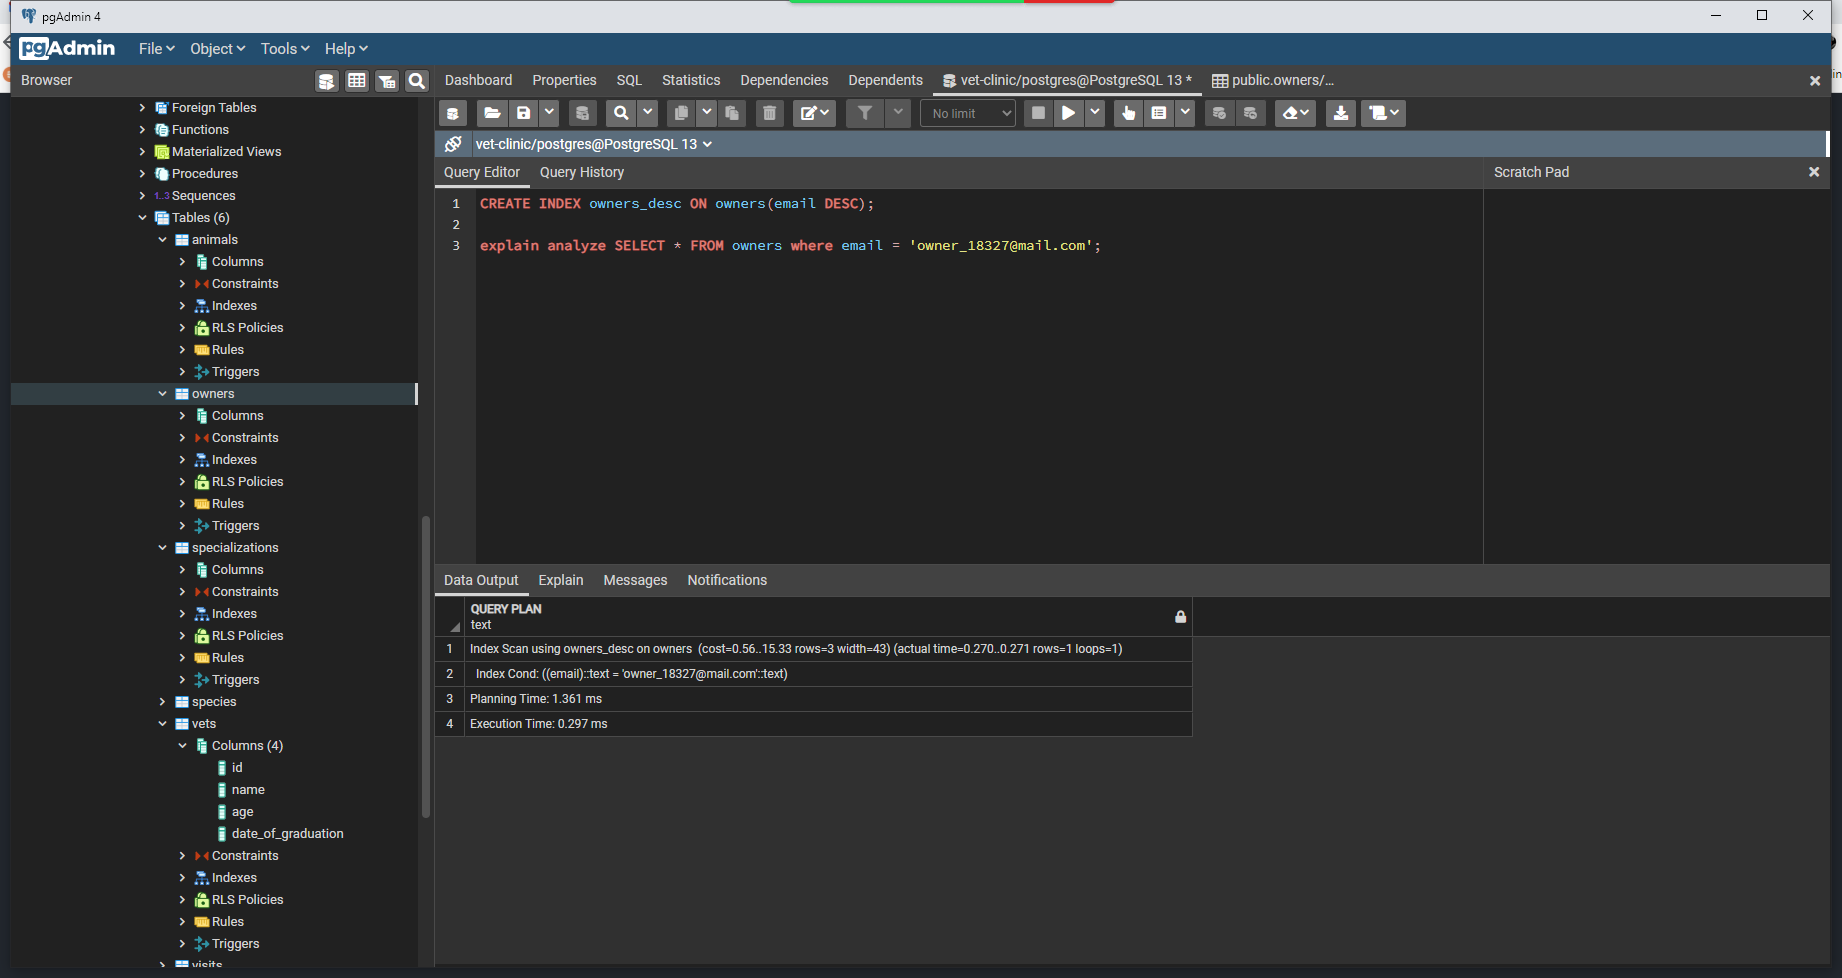 pgAdmin 4
pgAdmin File Object Tools Help
Browser
Dashboard Properties SQL Statistics Dependencies Dependents vet-clinic/postgres@PostgreSQL 13 * public.owners/...
No limit
vet-clinic/postgres@PostgreSQL 13
Query Editor Query History
Scratch Pad
1 CREATE INDEX owners_desc ON owners(email DESC);
2
3 explain analyze SELECT * FROM owners where email = 'owner_18327@mail.com';
Foreign Tables
Functions
Materialized Views
Procedures
1..3 Sequences
Tables (6)
animals
Columns
Constraints
Indexes
RLS Policies
Rules
Triggers
owners
Columns
Constraints
Indexes
RLS Policies
Rules
Triggers
specializations
Columns
Constraints
Indexes
RLS Policies
Rules
Triggers
species
vets
Columns (4)
id
name
age
date_of_graduation
Constraints
Indexes
RLS Policies
Rules
Triggers
visits
Data Output Explain Messages Notifications
QUERY PLAN
text
1 Index Scan using owners_desc on owners (cost=0.56..15.33 rows=3 width=43) (actual time=0.270..0.271 rows=1 loops=1)
2 Index Cond: ((email)::text = 'owner_18327@mail.com'::text)
3 Planning Time: 1.361 ms
4 Execution Time: 0.297 ms